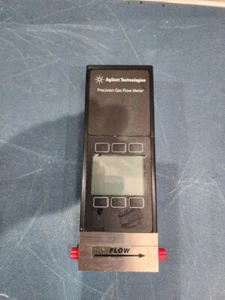 Agilent Technologies
Precision Gas Flow Meter
FLOW